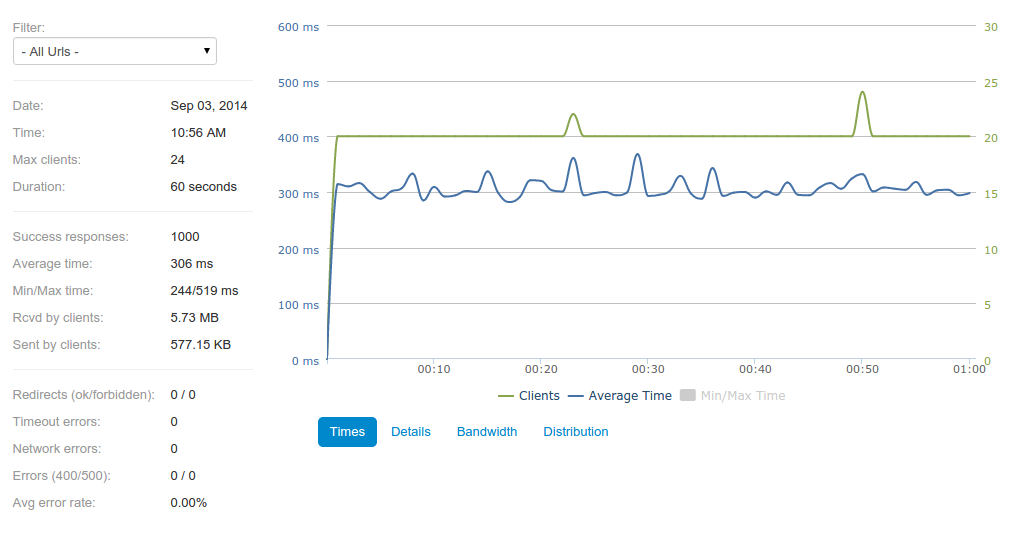 Filter:
- All Urls -
Date: Sep 03, 2014
Time: 10:56 AM
Max clients: 24
Duration: 60 seconds
Success responses: 1000
Average time: 306 ms
Min/Max time: 244/519 ms
Rcvd by clients: 5.73 MB
Sent by clients: 577.15 KB
Redirects (ok/forbidden): 0 / 0
Timeout errors: 0
Network errors: 0
Errors (400/500): 0 / 0
Avg error rate: 0.00%
600 ms 30
500 ms 25
400 ms 20
300 ms 15
200 ms 10
100 ms 5
0 ms 0
00:10 00:20 00:30 00:40 00:50 01:00
Clients Average Time Min/Max Time
Times Details Bandwidth Distribution